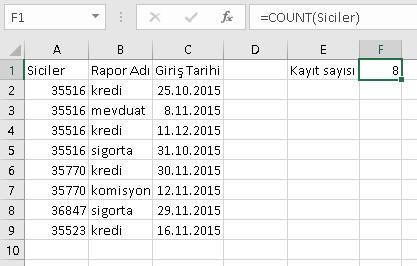 F1 fx =COUNT(Siciler)
A B C D E F
1 Siciler Rapor Adı Giriş Tarihi Kayıt sayısı 8
2 35516 kredi 25.10.2015
3 35516 mevduat 8.11.2015
4 35516 kredi 11.12.2015
5 35516 sigorta 31.10.2015
6 35770 kredi 30.11.2015
7 35770 komisyon 12.11.2015
8 36847 sigorta 29.11.2015
9 35523 kredi 16.11.2015
10